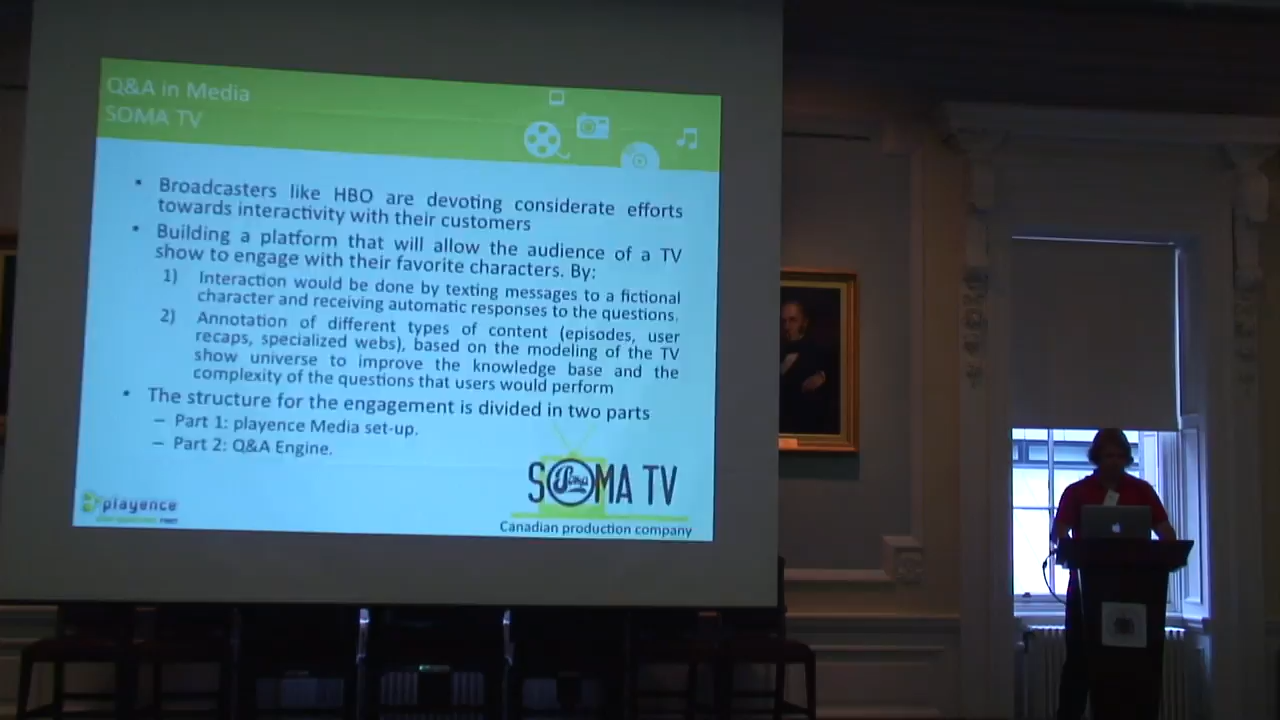 Q&A in Media
SOMA TV
• Broadcasters like HBO are devoting considerate efforts
towards interactivity with their customers
• Building a platform that will allow the audience of a TV
show to engage with their favorite characters. By:
1) Interaction would be done by texting messages to a fictional
character and receiving automatic responses to the questions.
2) Annotation of different types of content (episodes, user
recaps, specialized webs), based on the modeling of the TV
show universe to improve the knowledge base and the
complexity of the questions that users would perform
• The structure for the engagement is divided in two parts
– Part 1: playence Media set-up.
– Part 2: Q&A Engine.
SOMA TV
playence
Canadian production company